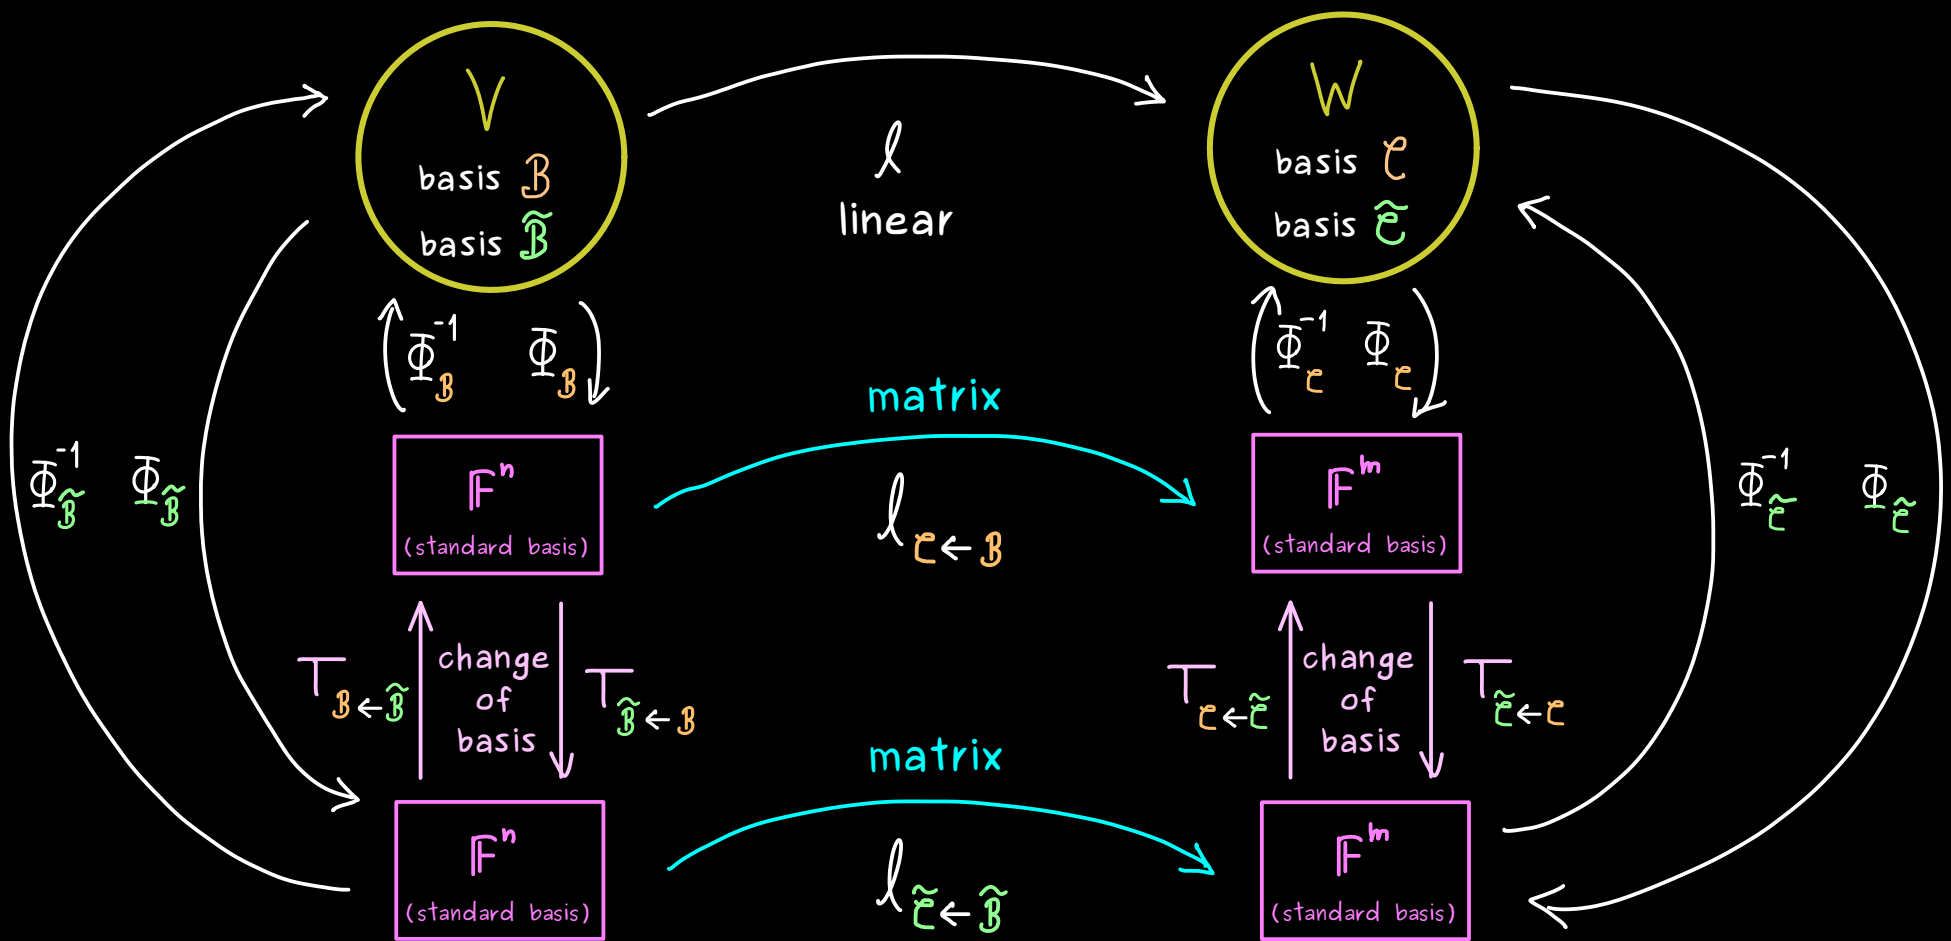 V
basis ℬ
basis ℬ̃
ℓ
linear
W
basis 𝒞
basis 𝒞̃
Φ_ℬ^-1
Φ_ℬ
Φ_𝒞^-1
Φ_𝒞
matrix
ℓ_𝒞←ℬ
𝔽^n
(standard basis)
𝔽^m
(standard basis)
Φ_ℬ̃^-1
Φ_ℬ̃
Φ_𝒞̃^-1
Φ_𝒞̃
T_ℬ←ℬ̃
change
of
basis
T_ℬ̃←ℬ
T_𝒞←𝒞̃
change
of
basis
T_𝒞̃←𝒞
matrix
ℓ_𝒞̃←ℬ̃
𝔽^n
(standard basis)
𝔽^m
(standard basis)